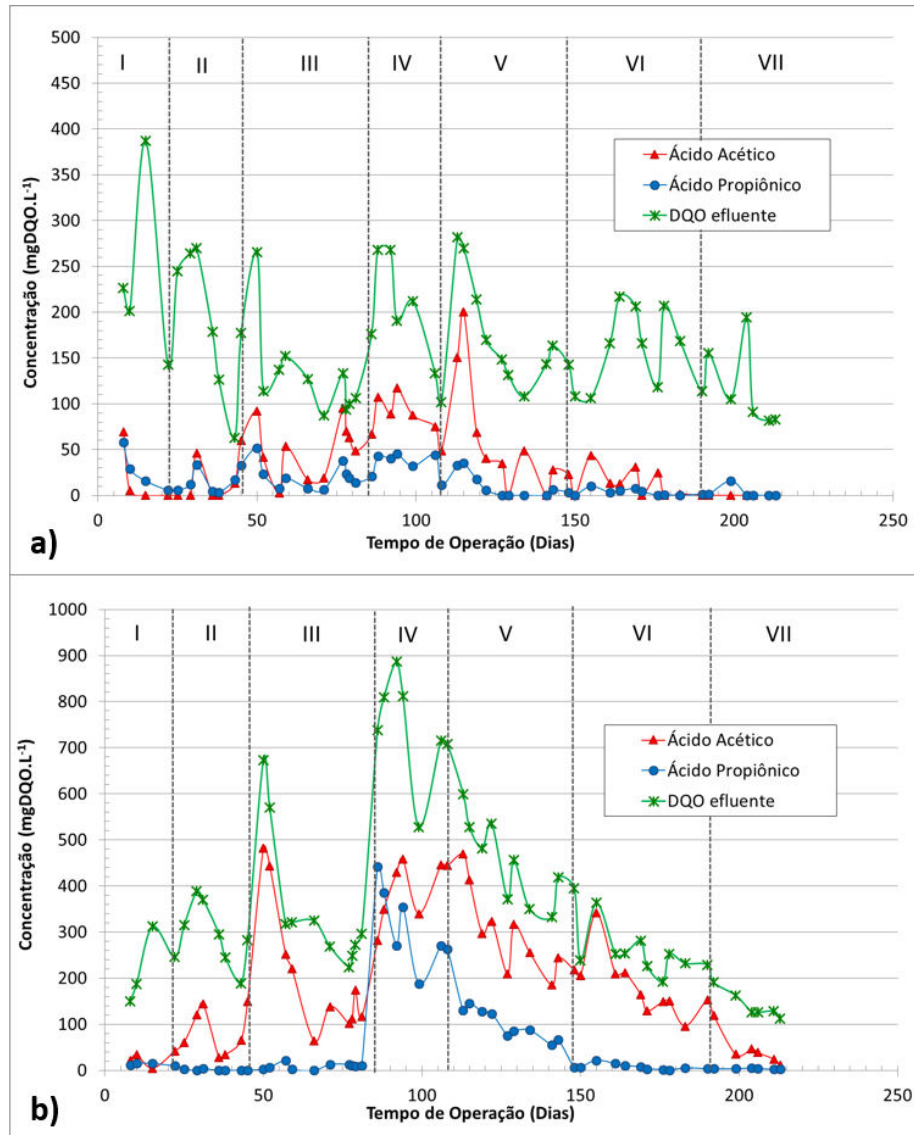 I II III IV V VI VII
500
450
400
350
300
250
200
150
100
50
0
Concentração (mgDQO.L-1)
Ácido Acético
Ácido Propiônico
DQO efluente
0 50 100 150 200 250
Tempo de Operação (Dias)
a)
I II III IV V VI VII
1000
900
800
700
600
500
400
300
200
100
0
Concentração (mgDQO.L-1)
Ácido Acético
Ácido Propiônico
DQO efluente
0 50 100 150 200 250
Tempo de Operação (Dias)
b)